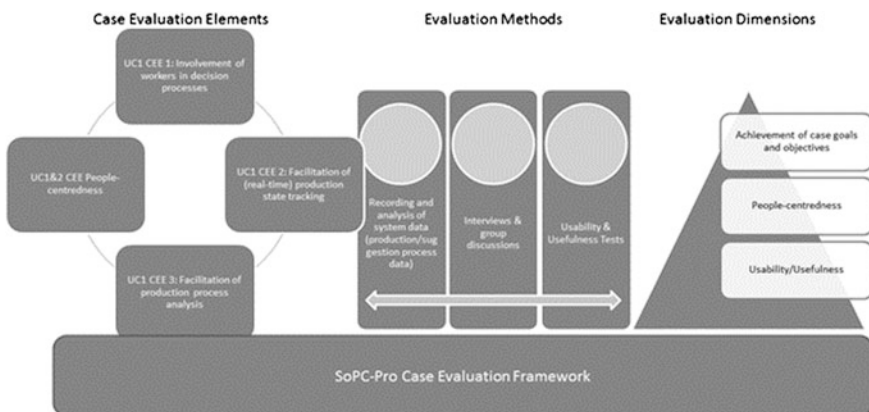 Case Evaluation Elements
Evaluation Methods
Evaluation Dimensions
UC1 CEE 1: Involvement of
workers in decision
processes
UC1&2 CEE People-
centredness
UC1 CEE 2: Facilitation of
(real-time) production
state tracking
UC1 CEE 3: Facilitation of
production process
analysis
Recording and
analysis of
system data
(production/sug
gestion process
data)
Interviews &
group
discussions
Usability &
Usefulness Tests
Achievement of case goals
and objectives
People-centredness
Usability/Usefulness
SoPC-Pro Case Evaluation Framework